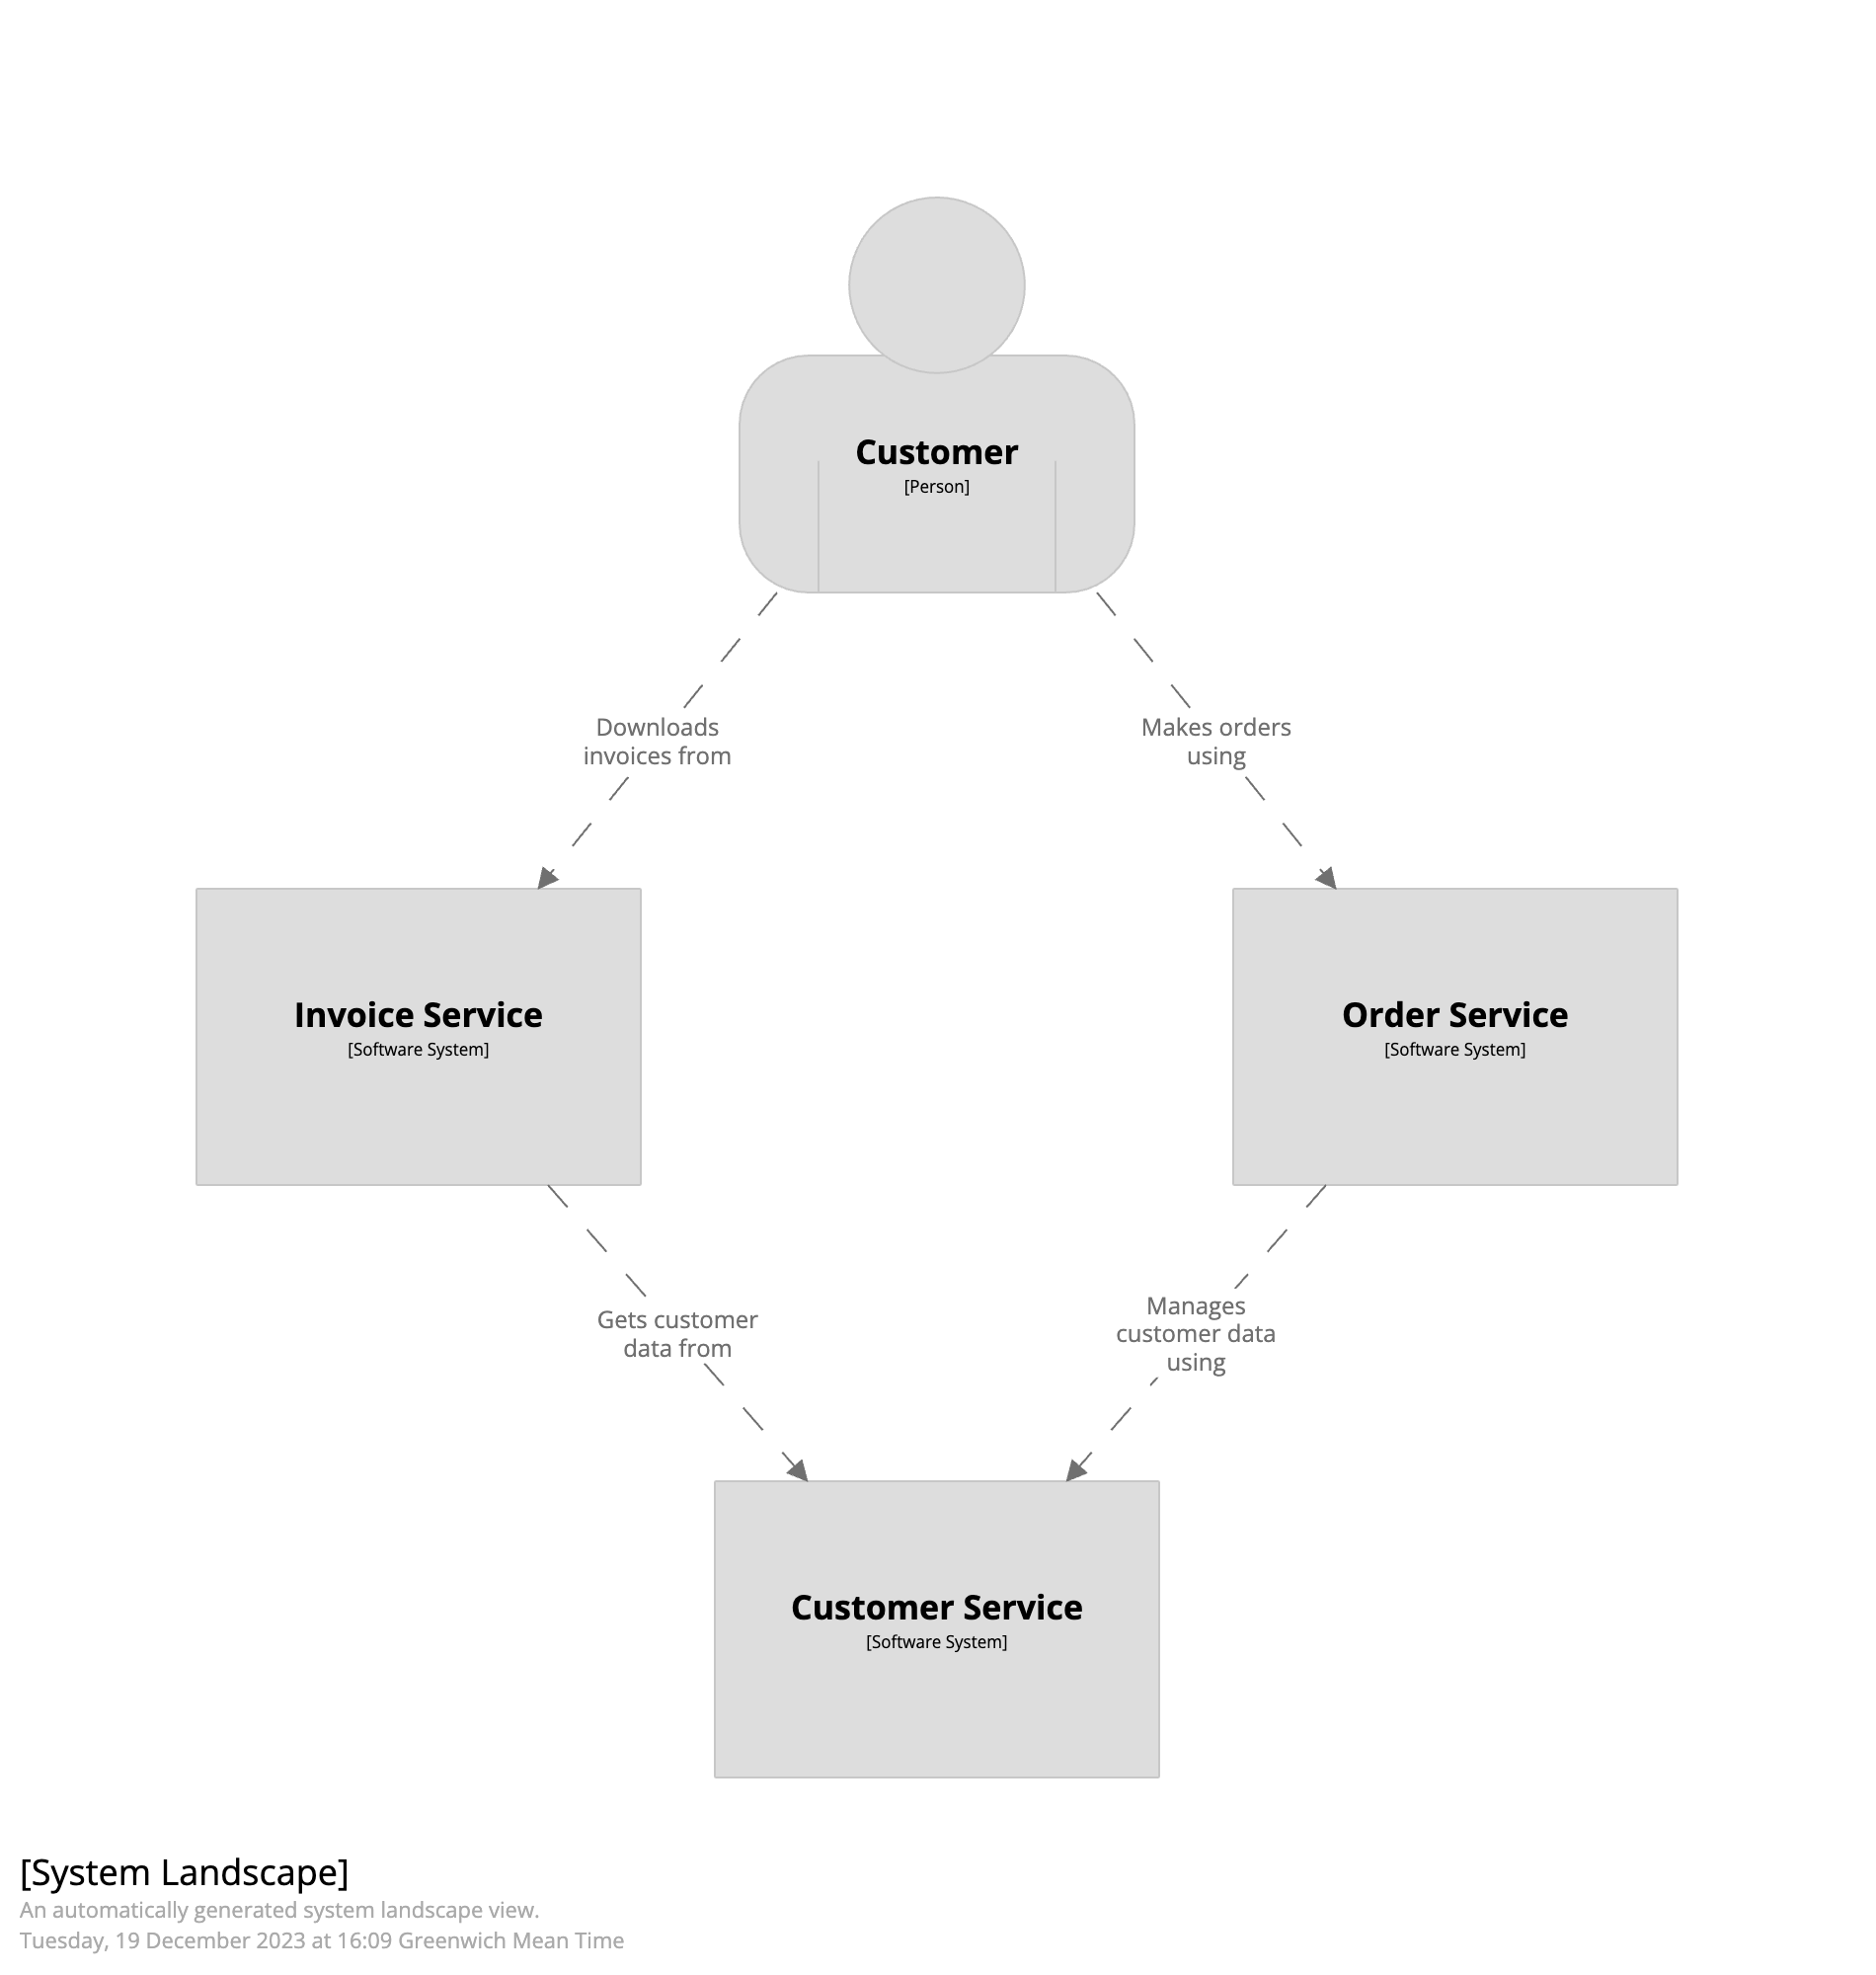 Customer
[Person]
Downloads
invoices from
Makes orders
using
Invoice Service
[Software System]
Order Service
[Software System]
Gets customer
data from
Manages
customer data
using
Customer Service
[Software System]
[System Landscape]
An automatically generated system landscape view.
Tuesday, 19 December 2023 at 16:09 Greenwich Mean Time